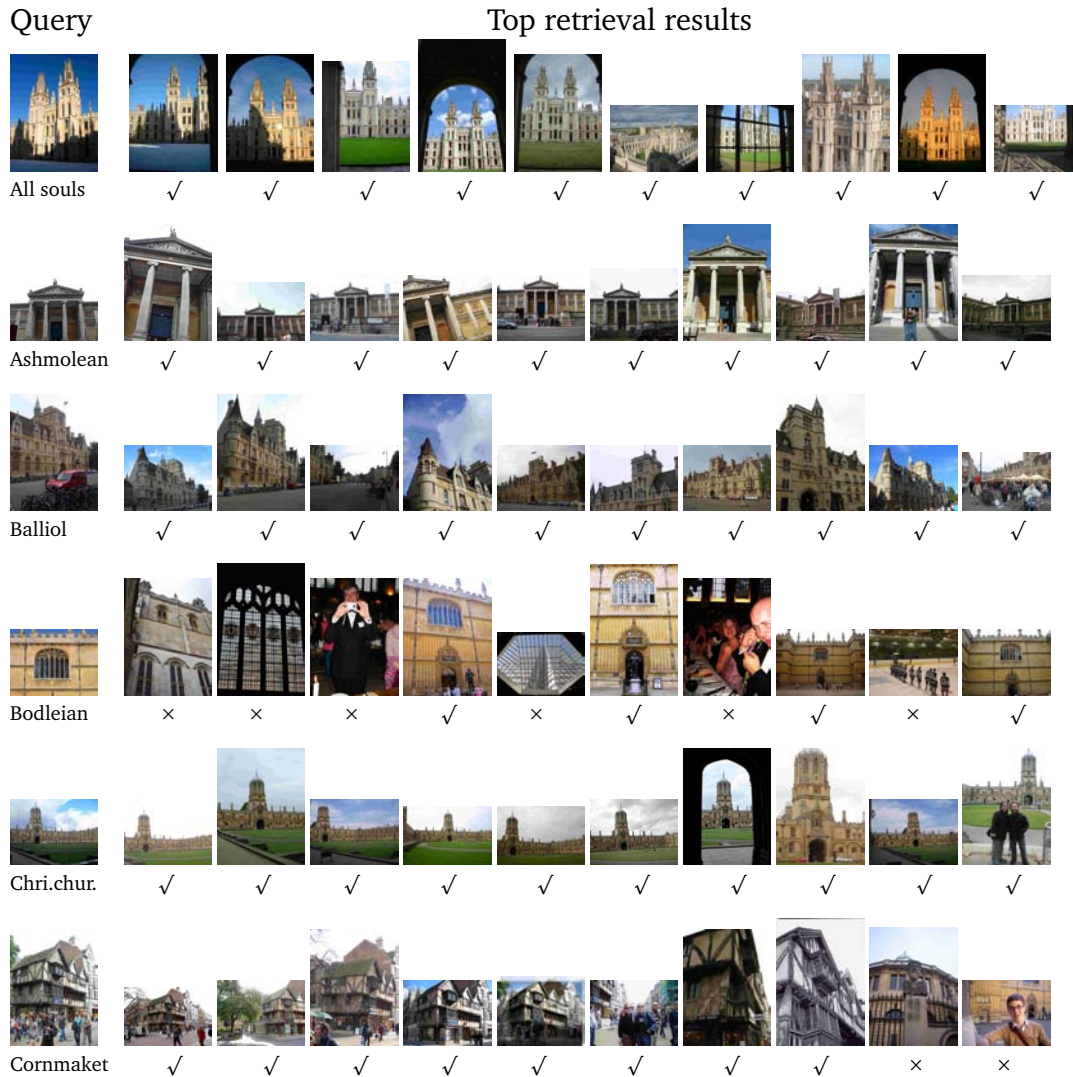 Query Top retrieval results
All souls √ √ √ √ √ √ √ √ √ √
Ashmolean √ √ √ √ √ √ √ √ √ √
Balliol √ √ √ √ √ √ √ √ √ √
Bodleian × × × √ × √ × √ × √
Chri.chur. √ √ √ √ √ √ √ √ √ √
Cornmaket √ √ √ √ √ √ √ √ × ×